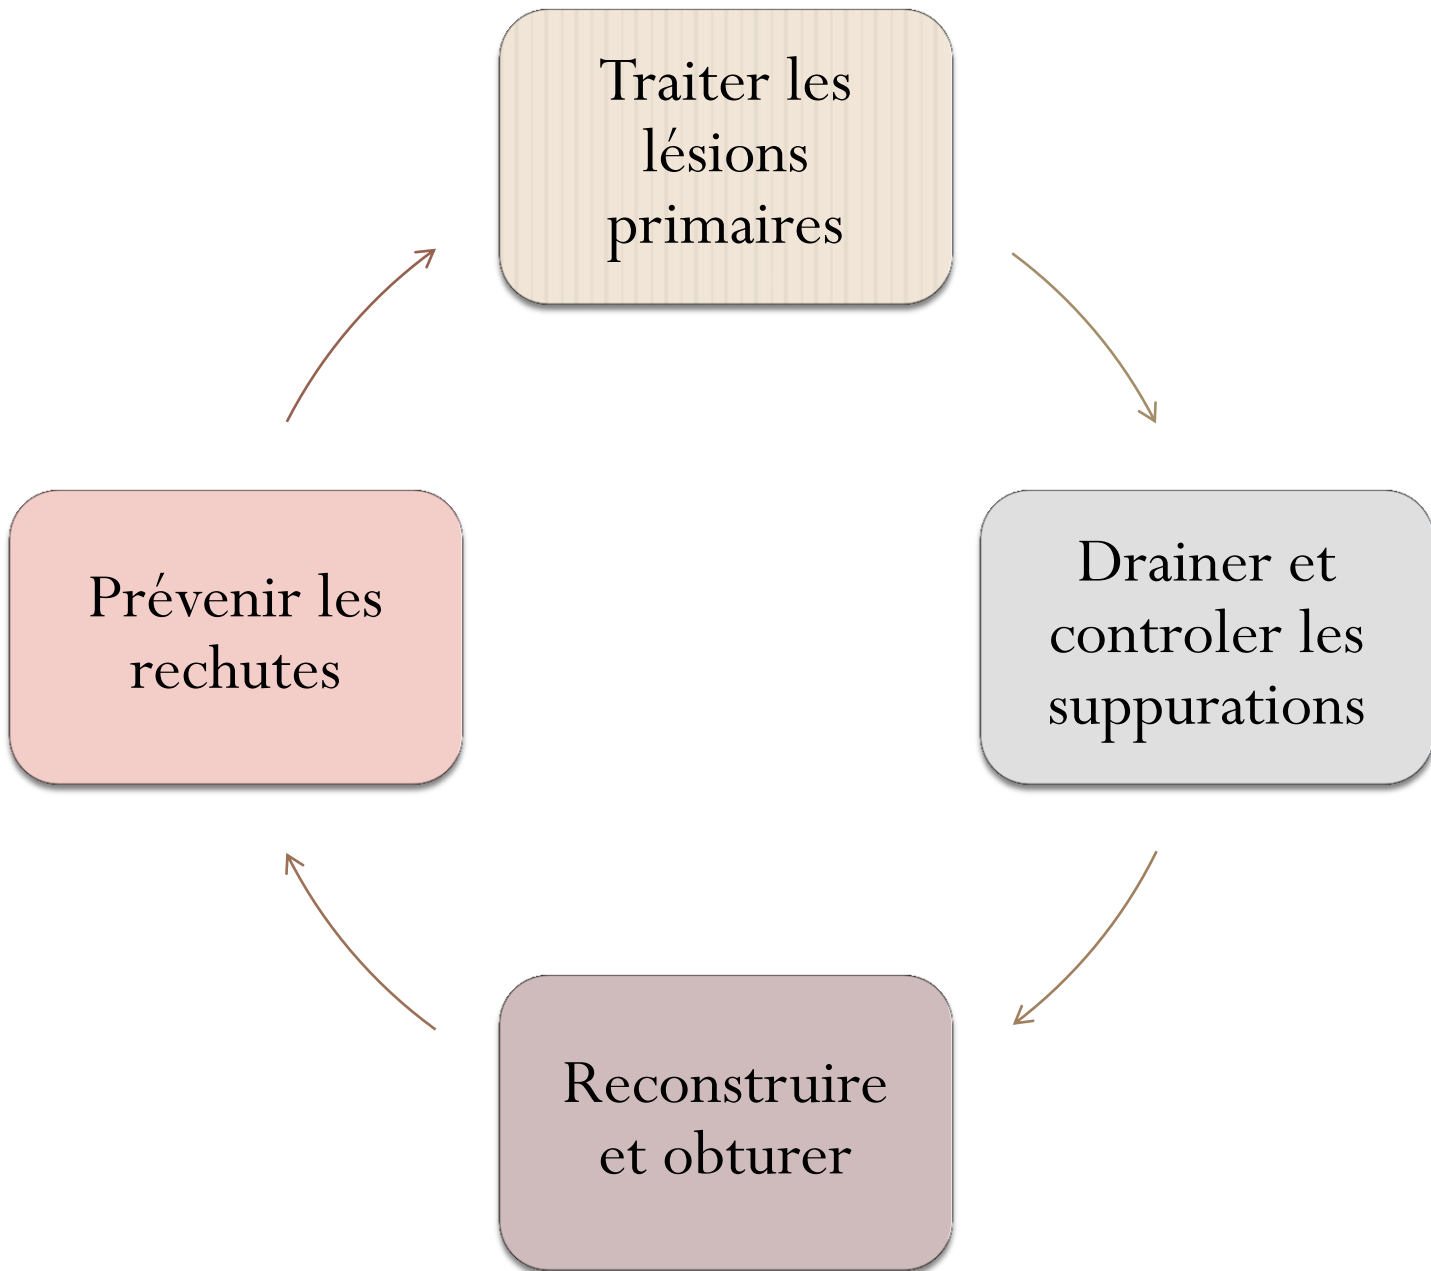 Traiter les
lésions
primaires
Drainer et
controler les
suppurations
Reconstruire
et obturer
Prévenir les
rechutes